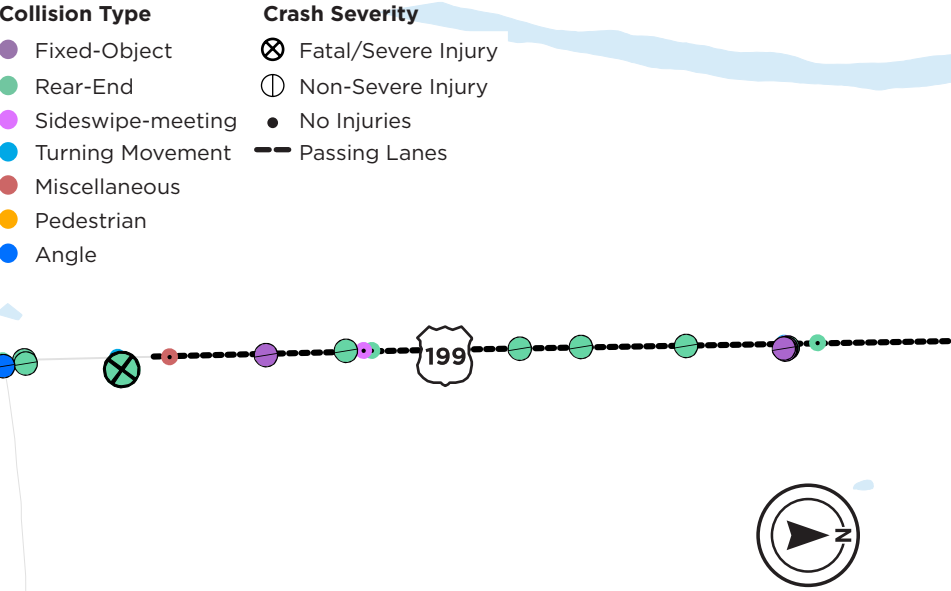 Collision Type
Fixed-Object
Rear-End
Sideswipe-meeting
Turning Movement
Miscellaneous
Pedestrian
Angle
Crash Severity
Fatal/Severe Injury
Non-Severe Injury
No Injuries
Passing Lanes
199
N